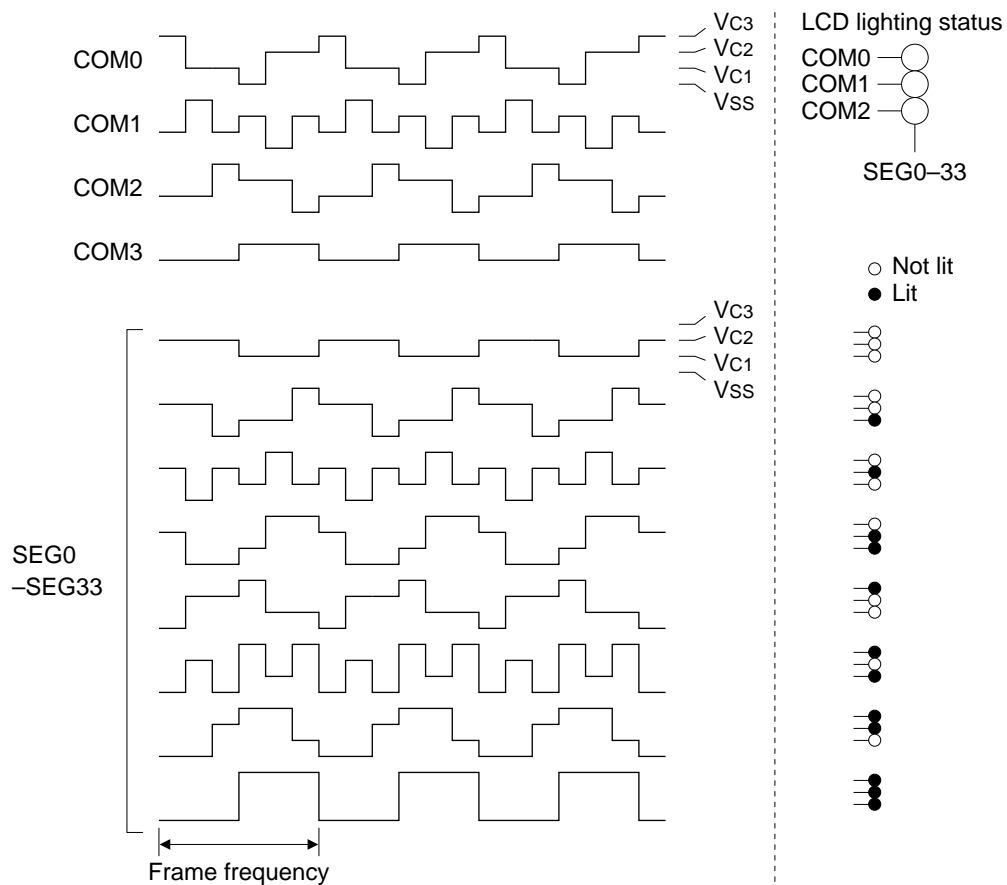 COM0
COM1
COM2
COM3
VC3
VC2
VC1
VSS
LCD lighting status
COM0
COM1
COM2
SEG0–33
Not lit
Lit
VC3
VC2
VC1
VSS
SEG0
–SEG33
Frame frequency